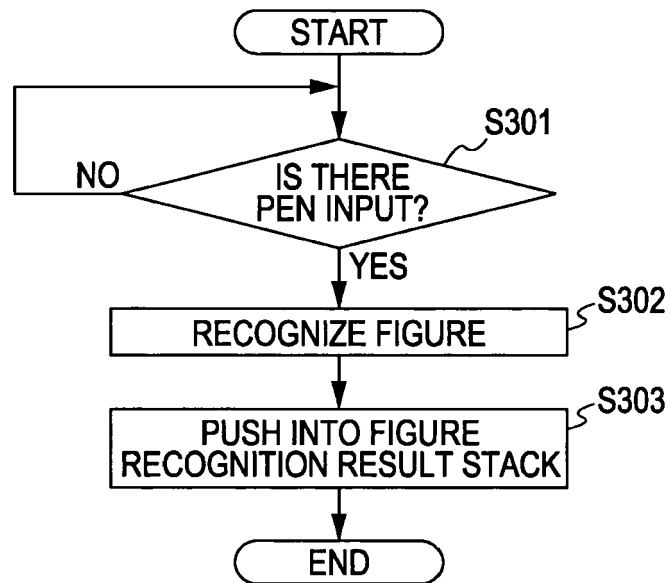 START
S301
NO
IS THERE
PEN INPUT?
YES
S302
RECOGNIZE FIGURE
S303
PUSH INTO FIGURE
RECOGNITION RESULT STACK
END